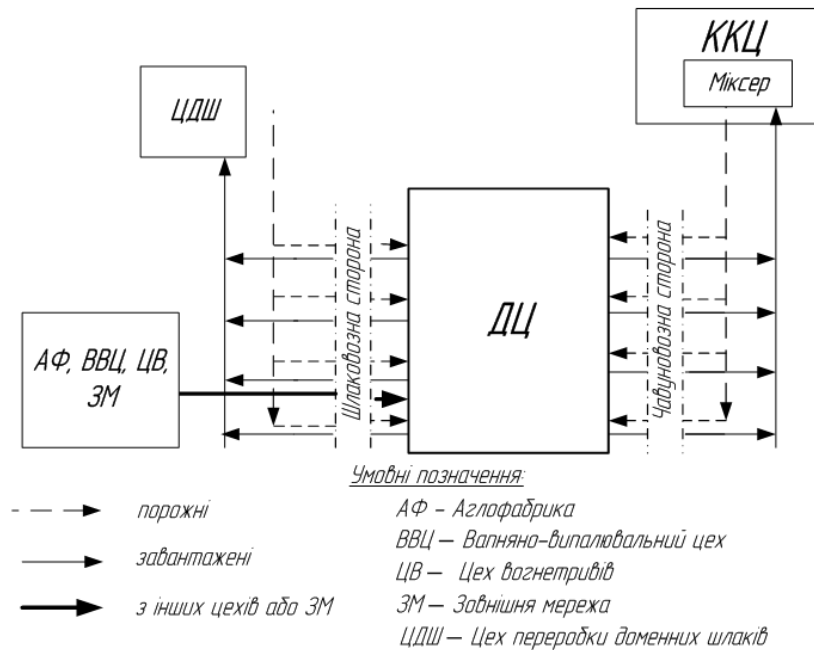 ККЦ
Міксер
ЦДШ
Шлаковозна сторона
ДЦ
Чавуновозна сторона
АФ, ВВЦ, ЦВ,
ЗМ
Умовні позначення:
порожні
завантажені
з інших цехів або ЗМ
АФ – Аглофабрика
ВВЦ – Вапняно-випалювальний цех
ЦВ – Цех вогнетривів
ЗМ – Зовнішня мережа
ЦДШ – Цех переробки доменних шлаків